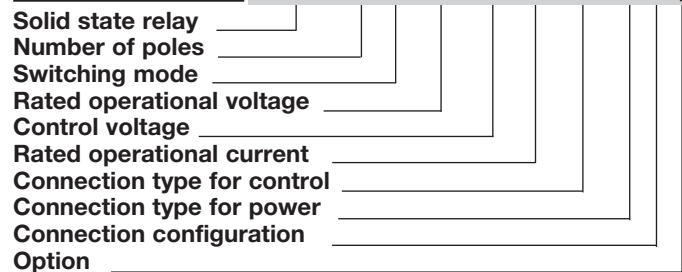 Solid state relay
Number of poles
Switching mode
Rated operational voltage
Control voltage
Rated operational current
Connection type for control
Connection type for power
Connection configuration
Option